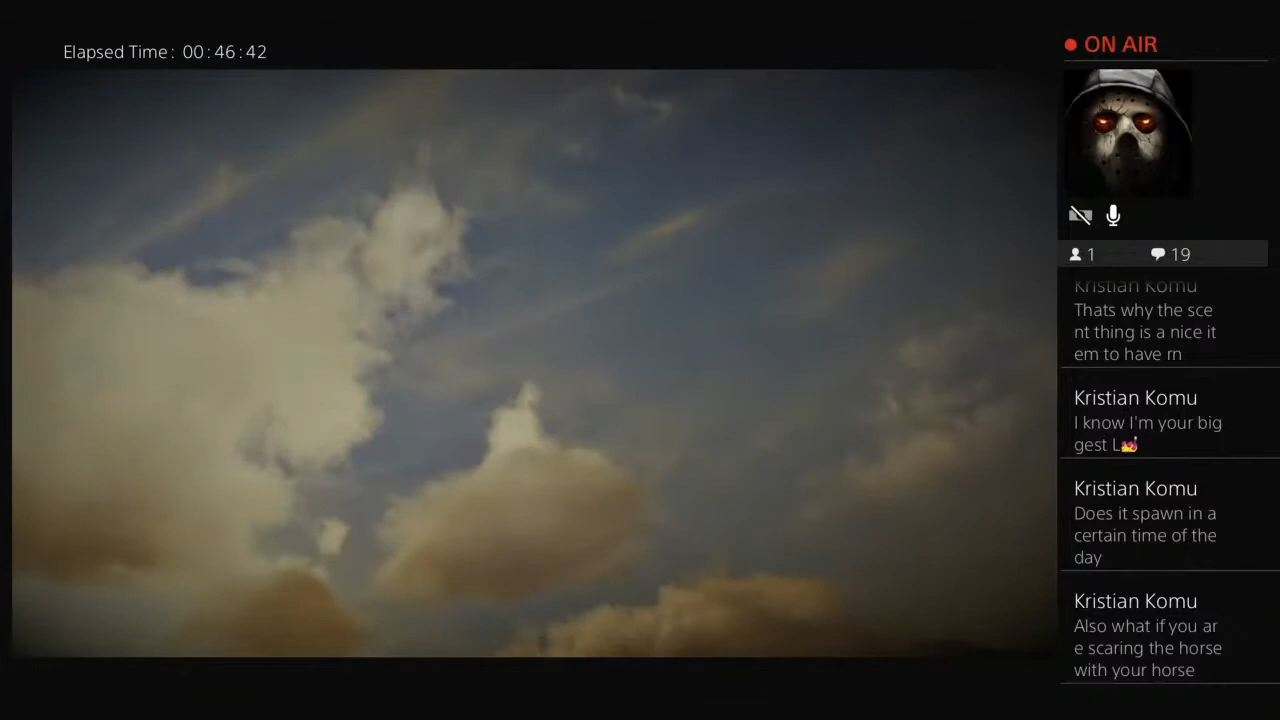 Elapsed Time: 00:46:42
ON AIR
1
19
Kristian Komu
Thats why the sce
nt thing is a nice it
em to have rn
Kristian Komu
I know I'm your big
gest L
Kristian Komu
Does it spawn in a
certain time of the
day
Kristian Komu
Also what if you ar
e scaring the horse
with your horse